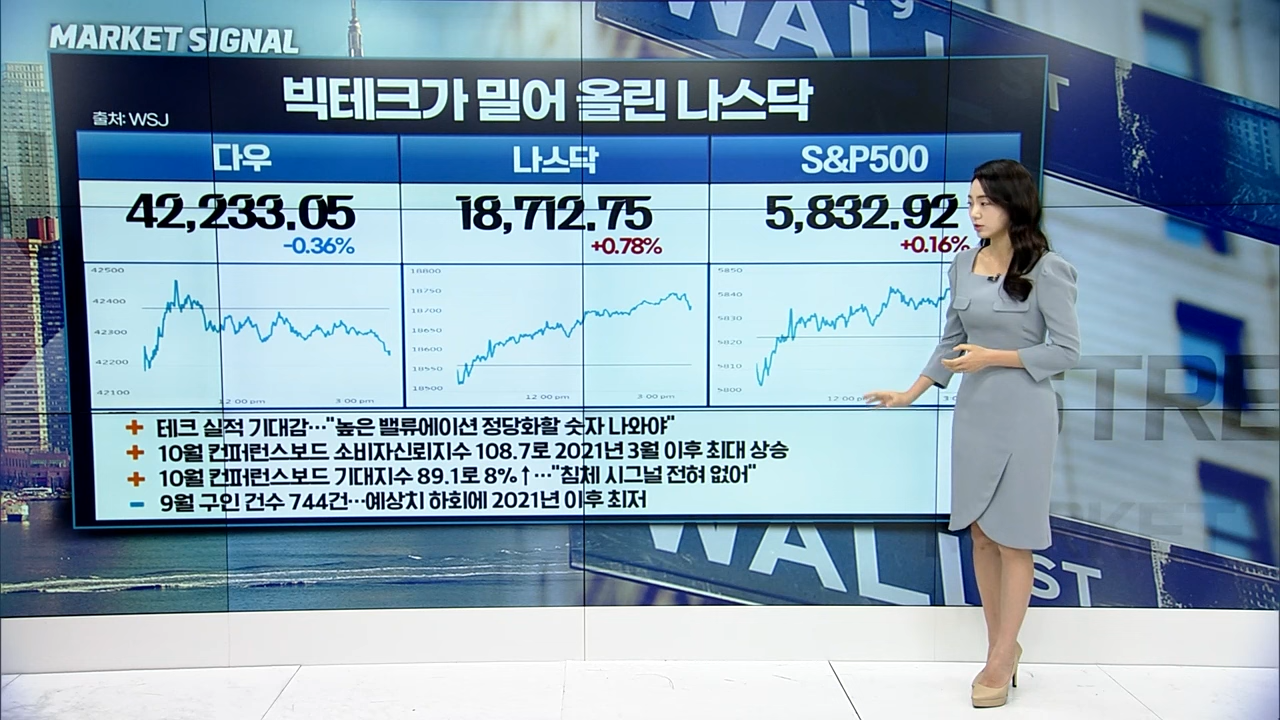 MARKET SIGNAL
WALL
ST
빅테크가 밀어 올린 나스닥
출처: WSJ
다우 나스닥 S&P500
42,233.05 18,712.75 5,832.92
-0.36% +0.78% +0.16%
42500 18800 5850
42400 18750 5840
42300 18700 5830
42200 18650 5820
42100 18600 5810
18550 5800
18500
12:00 pm 3:00 pm 12:00 pm 3:00 pm 12:00 pm 3:0
+ 테크 실적 기대감…"높은 밸류에이션 정당화할 숫자 나와야"
+ 10월 컨퍼런스보드 소비자신뢰지수 108.7로 2021년 3월 이후 최대 상승
+ 10월 컨퍼런스보드 기대지수 89.1로 8%↑…"침체 시그널 전혀 없어"
- 9월 구인 건수 744건…예상치 하회에 2021년 이후 최저
STRE
RKET
WALL
ST